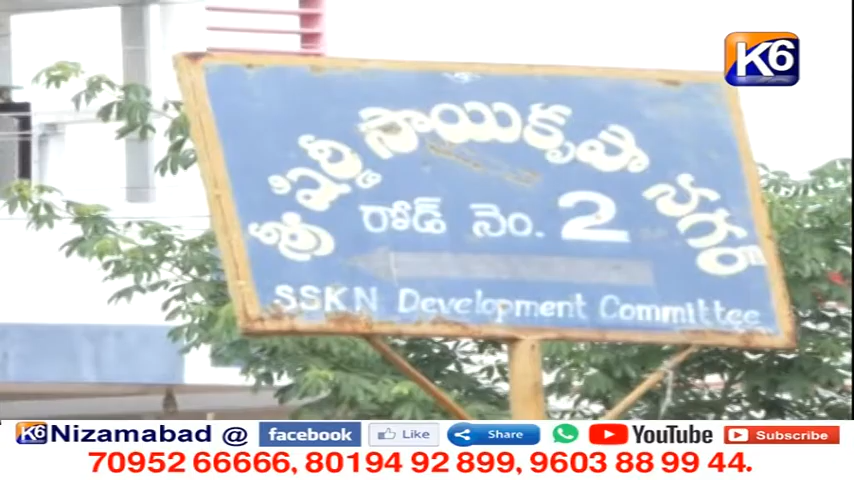 K6
శ్రీ షిర్డీ సాయికృపా నగర్
రోడ్ నెం. 2
SSKN Development Committee
K6 Nizamabad @ facebook Like Share YouTube Subscribe
70952 66666, 80194 92 899, 9603 88 99 44.